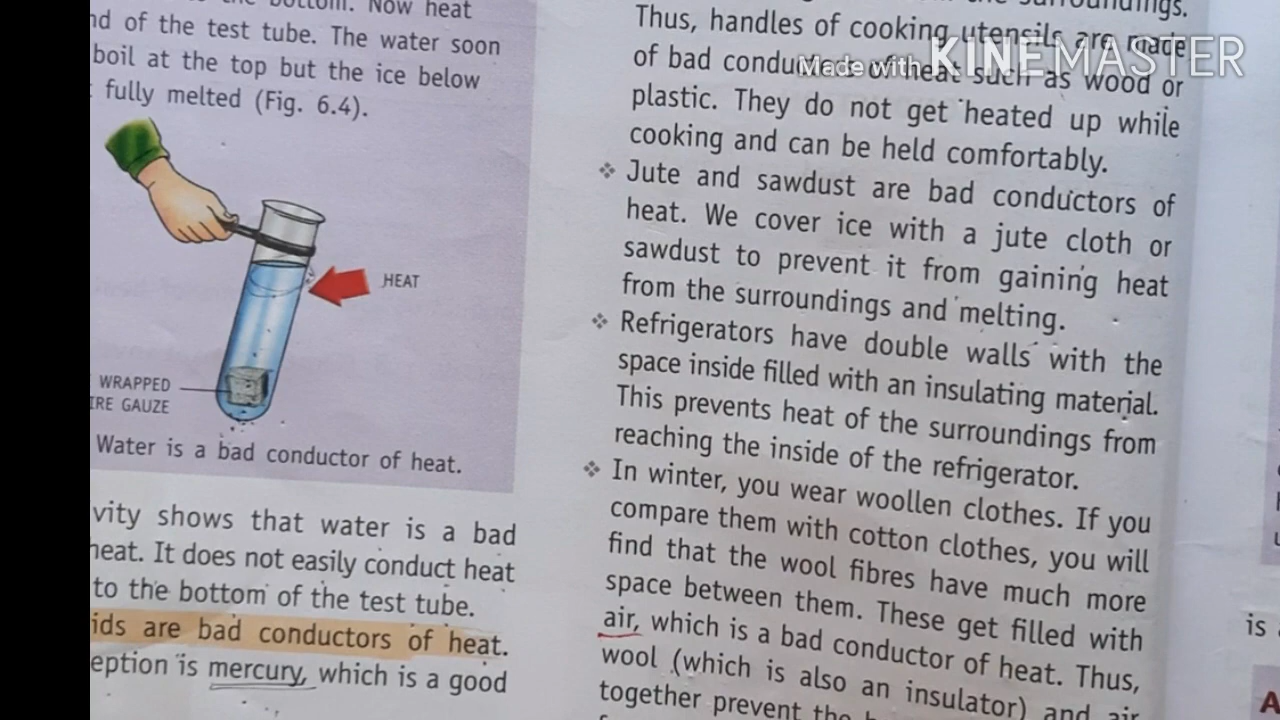 bottom. Now heat
nd of the test tube. The water soon
boil at the top but the ice below
fully melted (Fig. 6.4).
HEAT
WRAPPED
IRE GAUZE
Water is a bad conductor of heat.
vity shows that water is a bad
heat. It does not easily conduct heat
to the bottom of the test tube.
ids are bad conductors of heat.
eption is mercury, which is a good
surroundings.
Thus, handles of cooking utensils are made
of bad conductors of heat such as wood or
plastic. They do not get heated up while
cooking and can be held comfortably.
❖ Jute and sawdust are bad conductors of
heat. We cover ice with a jute cloth or
sawdust to prevent it from gaining heat
from the surroundings and melting.
❖ Refrigerators have double walls with the
space inside filled with an insulating material.
This prevents heat of the surroundings from
reaching the inside of the refrigerator.
❖ In winter, you wear woollen clothes. If you
compare them with cotton clothes, you will
find that the wool fibres have much more
space between them. These get filled with
air, which is a bad conductor of heat. Thus,
wool (which is also an insulator) and air
together prevent the
is
A
Made with KINEMASTER